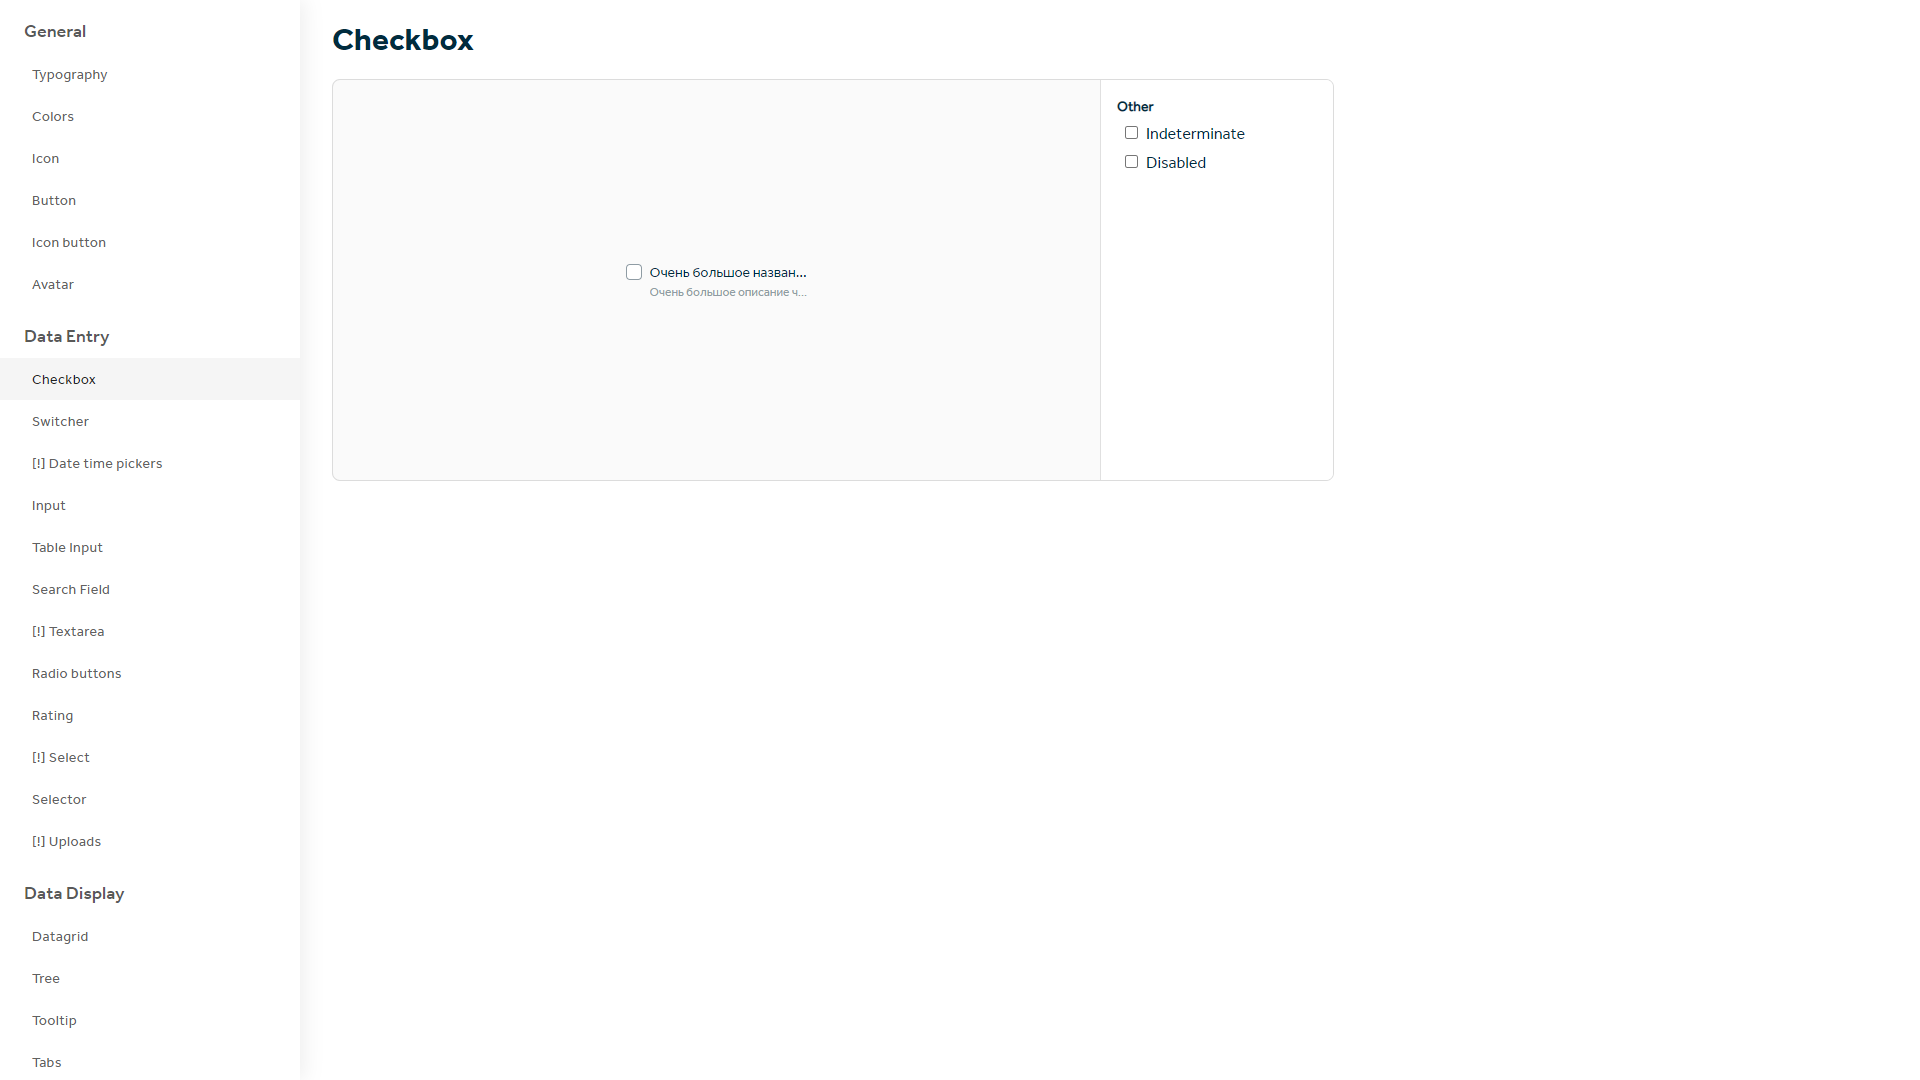 General
Typography
Colors
Icon
Button
Icon button
Avatar
Data Entry
Checkbox
Switcher
[!] Date time pickers
Input
Table Input
Search Field
[!] Textarea
Radio buttons
Rating
[!] Select
Selector
[!] Uploads
Data Display
Datagrid
Tree
Tooltip
Tabs
Checkbox
Очень большое назван...
Очень большое описание ч...
Other
Indeterminate
Disabled